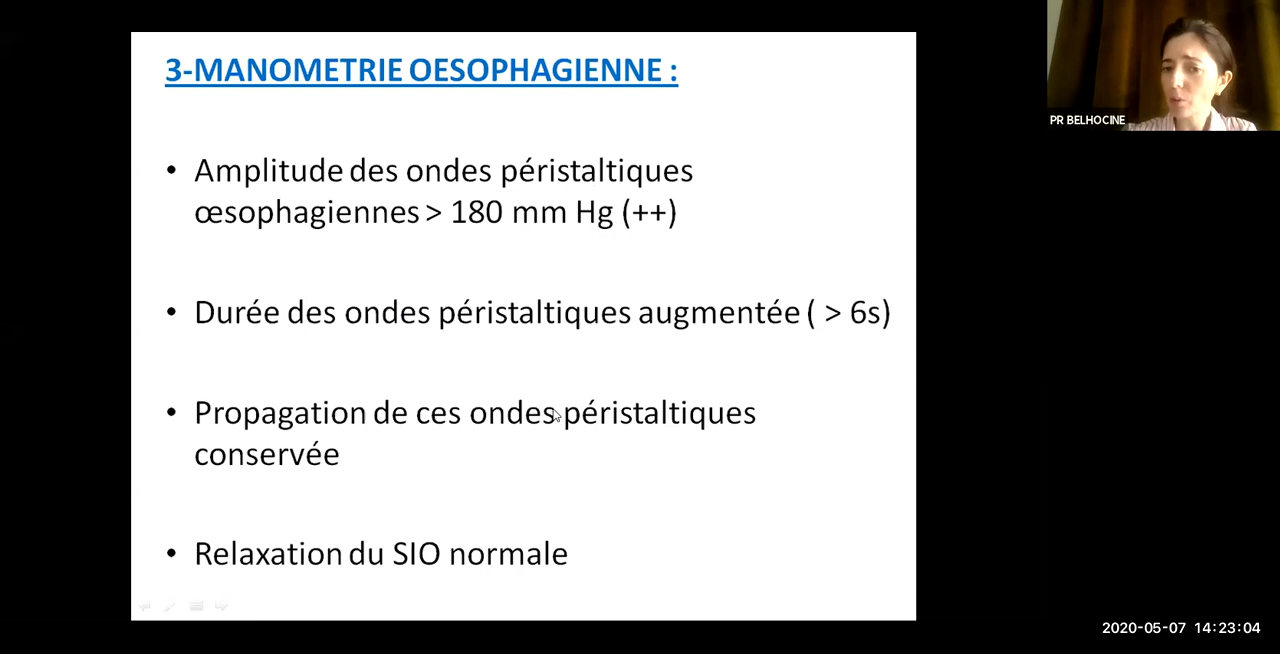 3-MANOMETRIE OESOPHAGIENNE :
PR BELHOCINE
• Amplitude des ondes péristaltiques
œsophagiennes > 180 mm Hg (++)
• Durée des ondes péristaltiques augmentée ( > 6s)
• Propagation de ces ondes péristaltiques
conservée
• Relaxation du SIO normale
2020-05-07 14:23:04